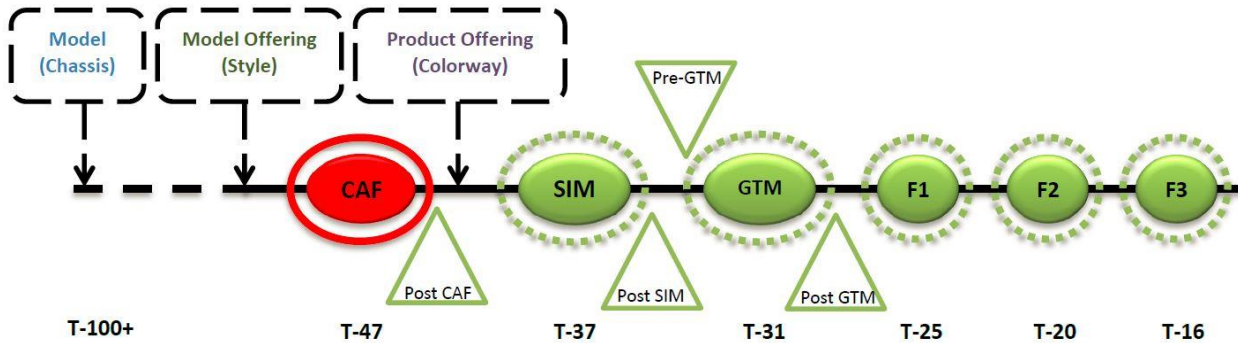 Model
(Chassis)
Model Offering
(Style)
Product Offering
(Colorway)
Pre-GTM
CAF
SIM
GTM
F1
F2
F3
Post CAF
Post SIM
Post GTM
T-100+
T-47
T-37
T-31
T-25
T-20
T-16